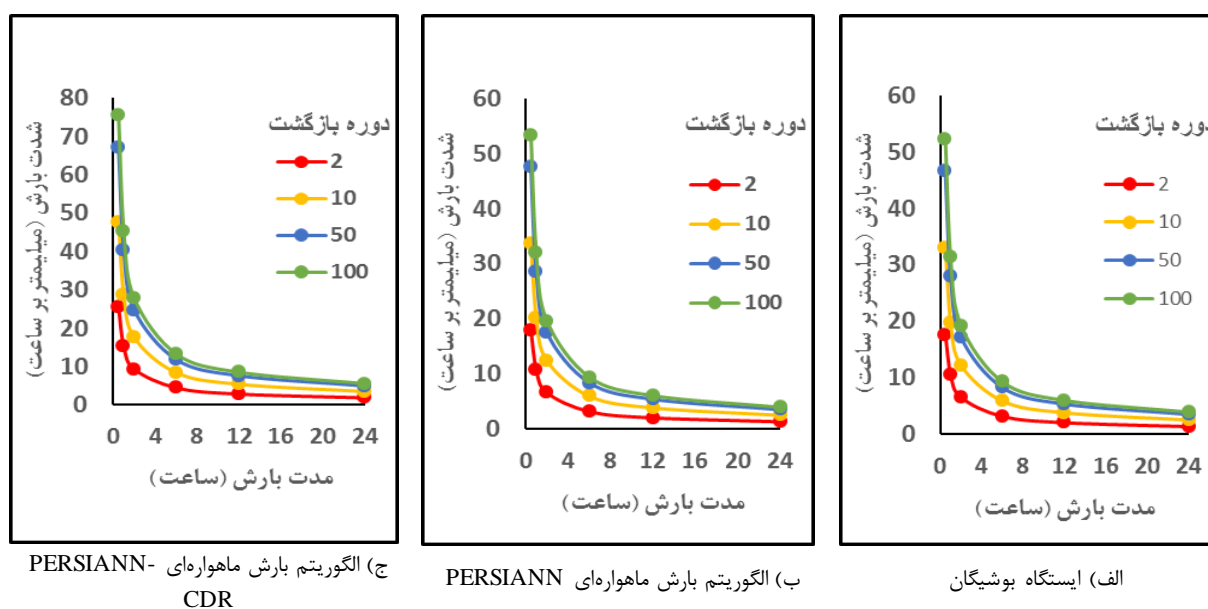 60
50
40
30
20
10
0
0 4 8 12 16 20 24
شدت بارش (میلیمتر بر ساعت)
مدت بارش (ساعت)
دوره بازگشت
2
10
50
100
الف) ایستگاه بوشیگان
60
50
40
30
20
10
0
0 4 8 12 16 20 24
شدت بارش (میلیمتر بر ساعت)
مدت بارش (ساعت)
دوره بازگشت
2
10
50
100
ب) الگوریتم بارش ماهواره‌ای PERSIANN
80
70
60
50
40
30
20
10
0
0 4 8 12 16 20 24
شدت بارش (میلیمتر بر ساعت)
مدت بارش (ساعت)
دوره بازگشت
2
10
50
100
ج) الگوریتم بارش ماهواره‌ای PERSIANN-
CDR